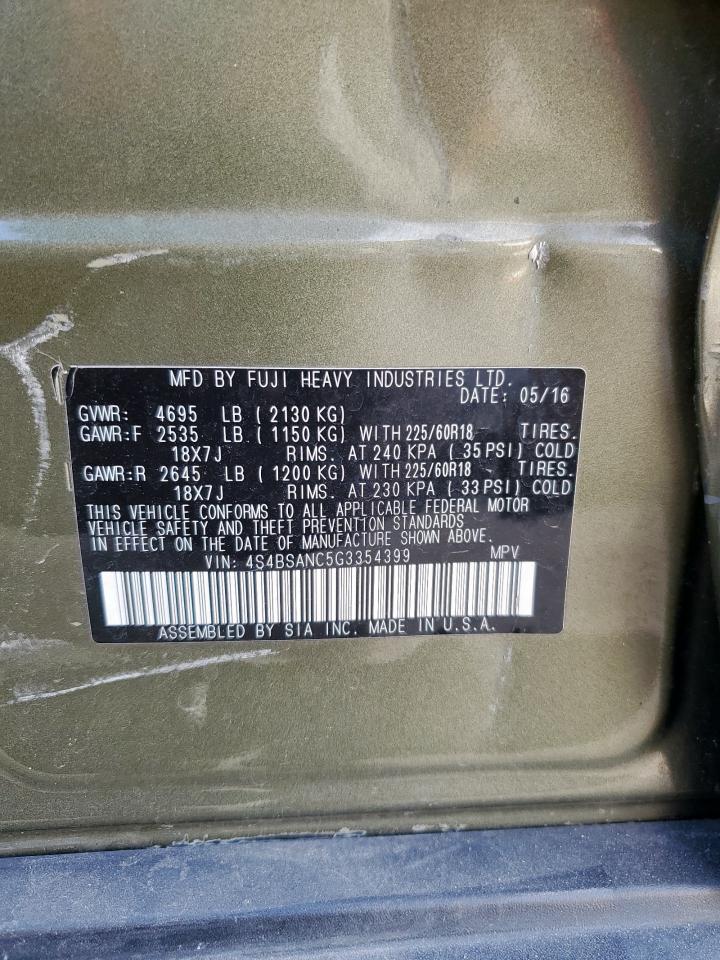 MFD BY FUJI HEAVY INDUSTRIES LTD.
DATE: 05/16
GVWR: 4695 LB ( 2130 KG)
GAWR:F 2535 LB ( 1150 KG) WITH 225/60R18 TIRES.
18X7J RIMS. AT 240 KPA ( 35 PSI) COLD
GAWR:R 2645 LB ( 1200 KG) WITH 225/60R18 TIRES.
18X7J RIMS. AT 230 KPA ( 33 PSI) COLD
THIS VEHICLE CONFORMS TO ALL APPLICABLE FEDERAL MOTOR
VEHICLE SAFETY AND THEFT PREVENTION STANDARDS
IN EFFECT ON THE DATE OF MANUFACTURE SHOWN ABOVE.
VIN: 4S4BSANC5G3354399 MPV
ASSEMBLED BY SIA INC. MADE IN U.S.A.